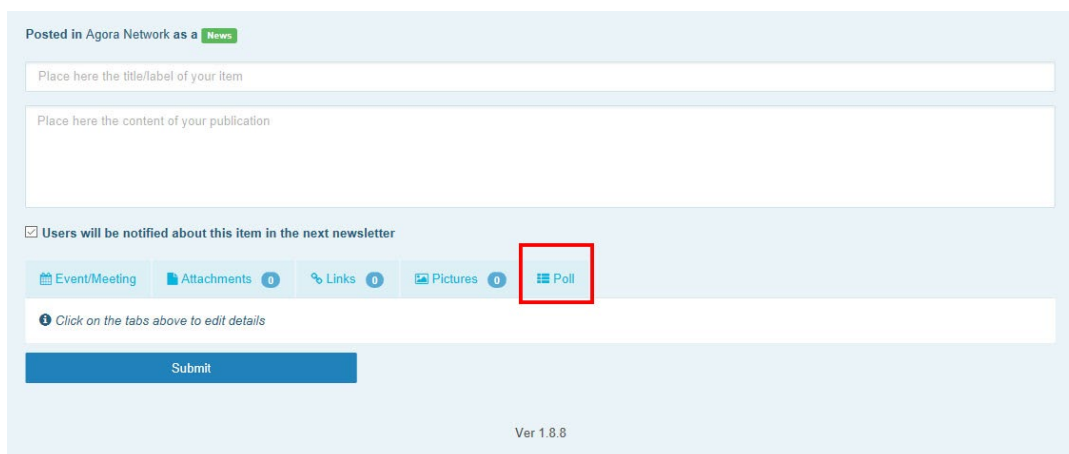 Posted in Agora Network as a News
Place here the title/label of your item
Place here the content of your publication
Users will be notified about this item in the next newsletter
Event/Meeting Attachments 0 Links 0 Pictures 0 Poll
Click on the tabs above to edit details
Submit
Ver 1.8.8